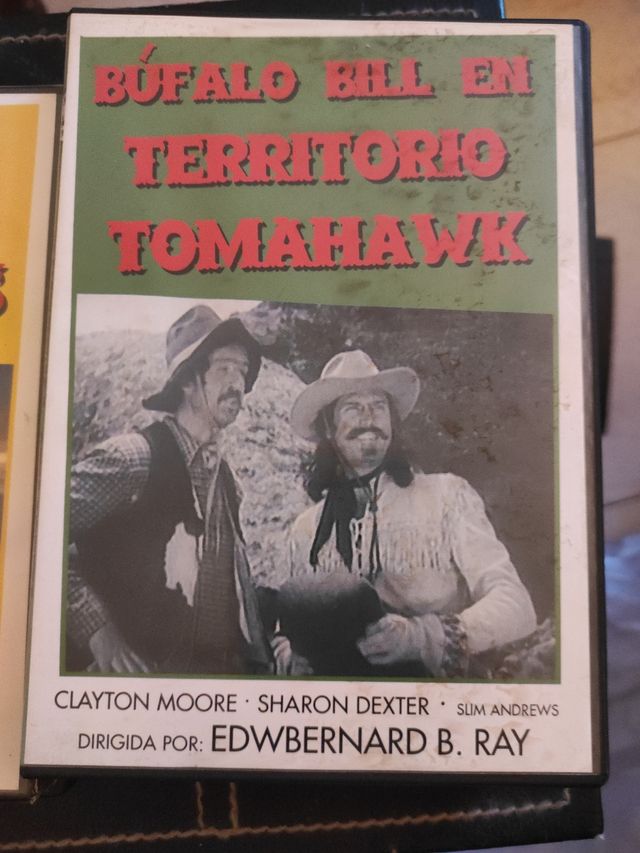 BÚFALO BILL EN
TERRITORIO
TOMAHAWK
CLAYTON MOORE · SHARON DEXTER · SLIM ANDREWS
DIRIGIDA POR: EDWBERNARD B. RAY